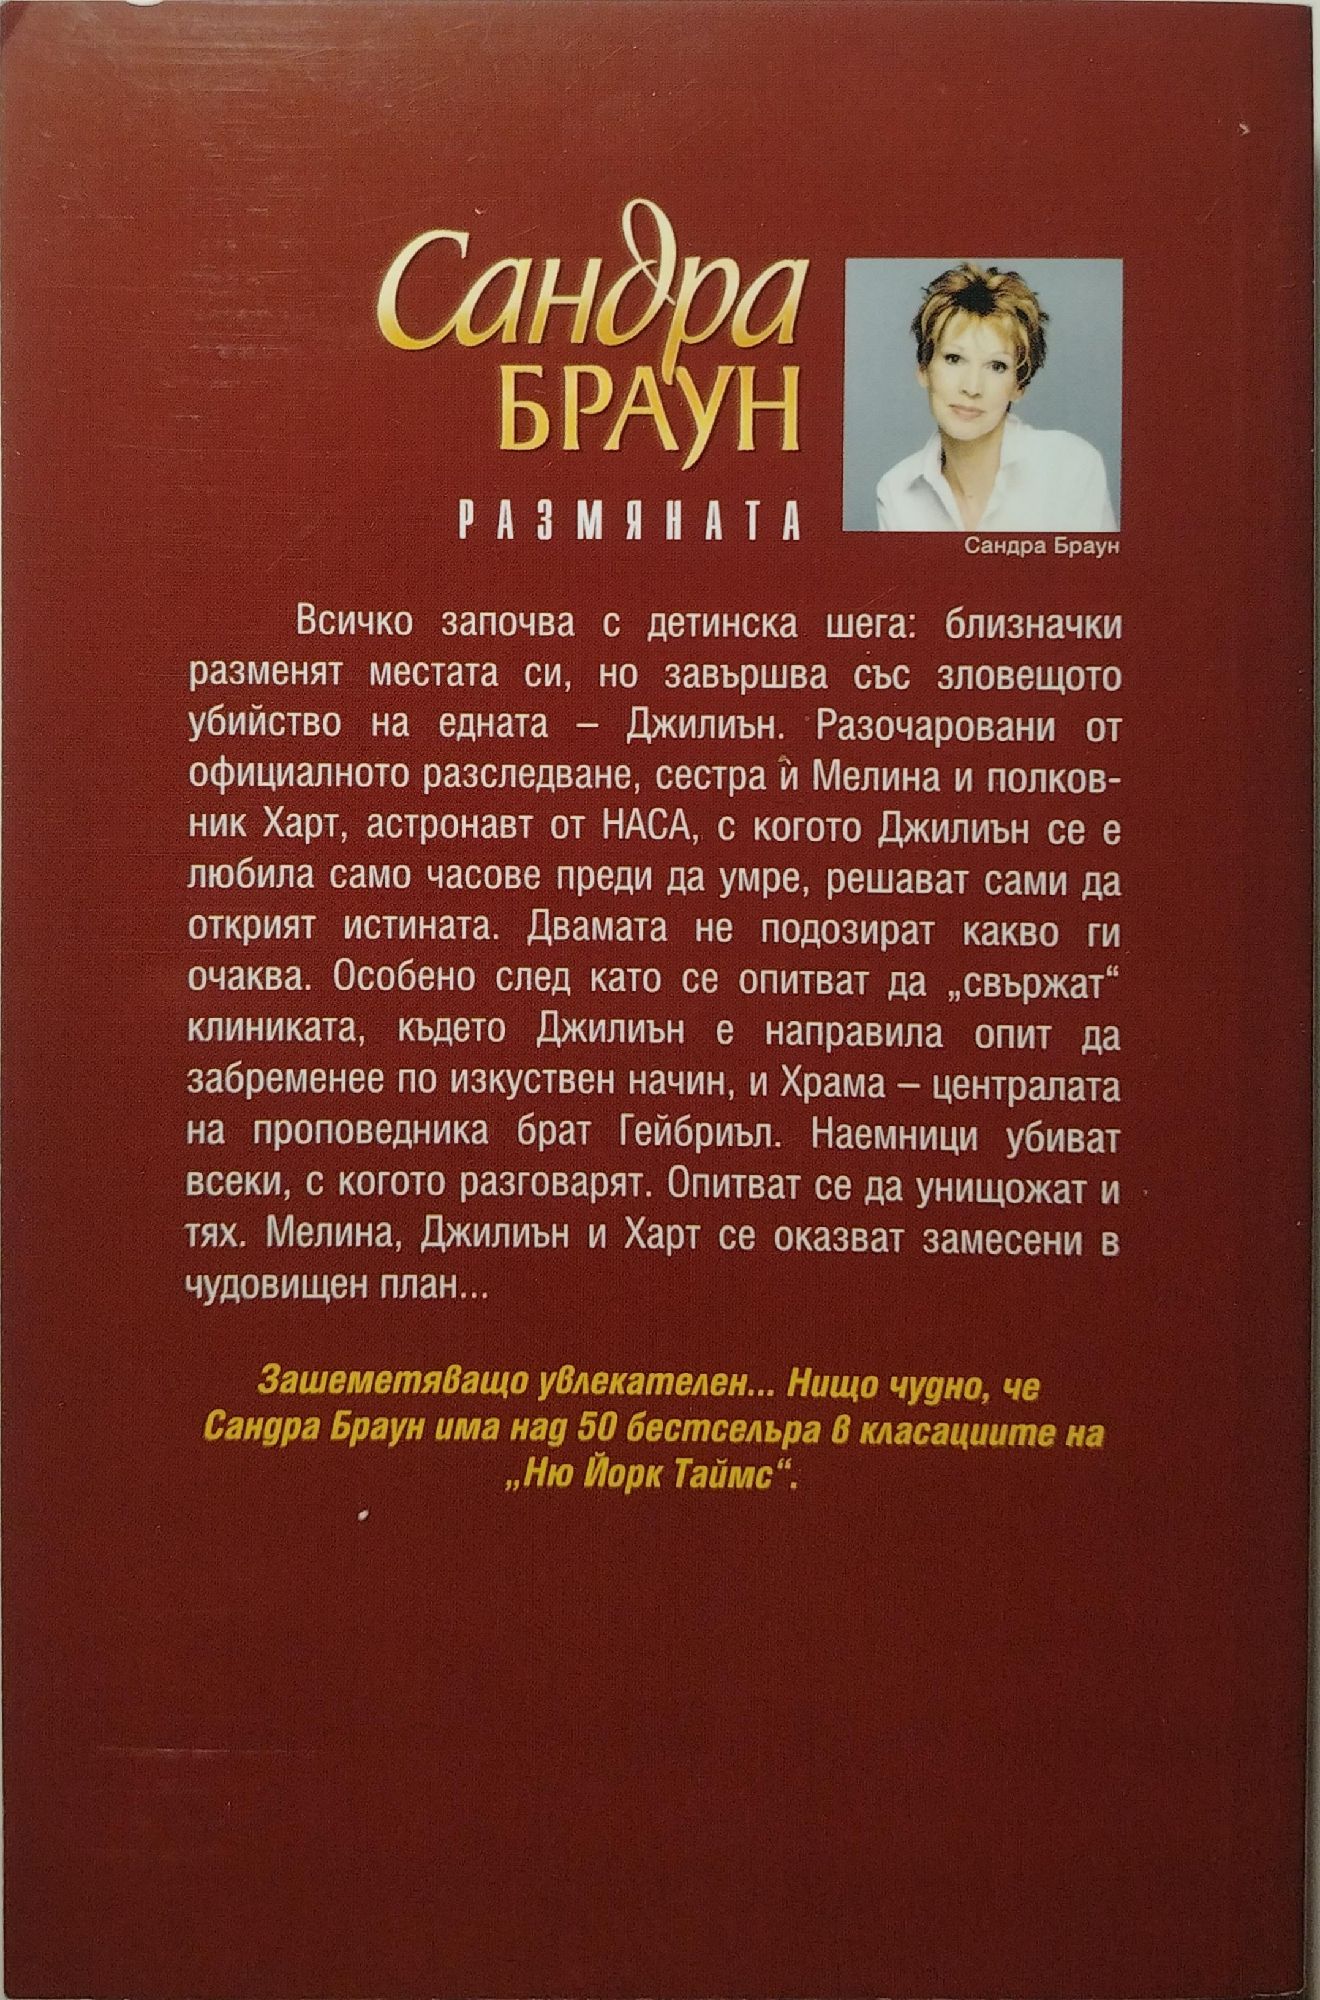 Сандра
БРАУН
РАЗМЯНАТА
Сандра Браун
Всичко започва с детинска шега: близначки
разменят местата си, но завършва със зловещото
убийство на едната – Джилиън. Разочаровани от
официалното разследване, сестра ѝ Мелина и полков-
ник Харт, астронавт от НАСА, с когото Джилиън се е
любила само часове преди да умре, решават сами да
открият истината. Двамата не подозират какво ги
очаква. Особено след като се опитват да „свържат“
клиниката, където Джилиън е направила опит да
забременее по изкуствен начин, и Храма – централата
на проповедника брат Гейбриъл. Наемници убиват
всеки, с когото разговарят. Опитват се да унищожат и
тях. Мелина, Джилиън и Харт се оказват замесени в
чудовищен план...
Зашеметяващо увлекателен... Нищо чудно, че
Сандра Браун има над 50 бестселъра в класациите на
„Ню Йорк Таймс“.